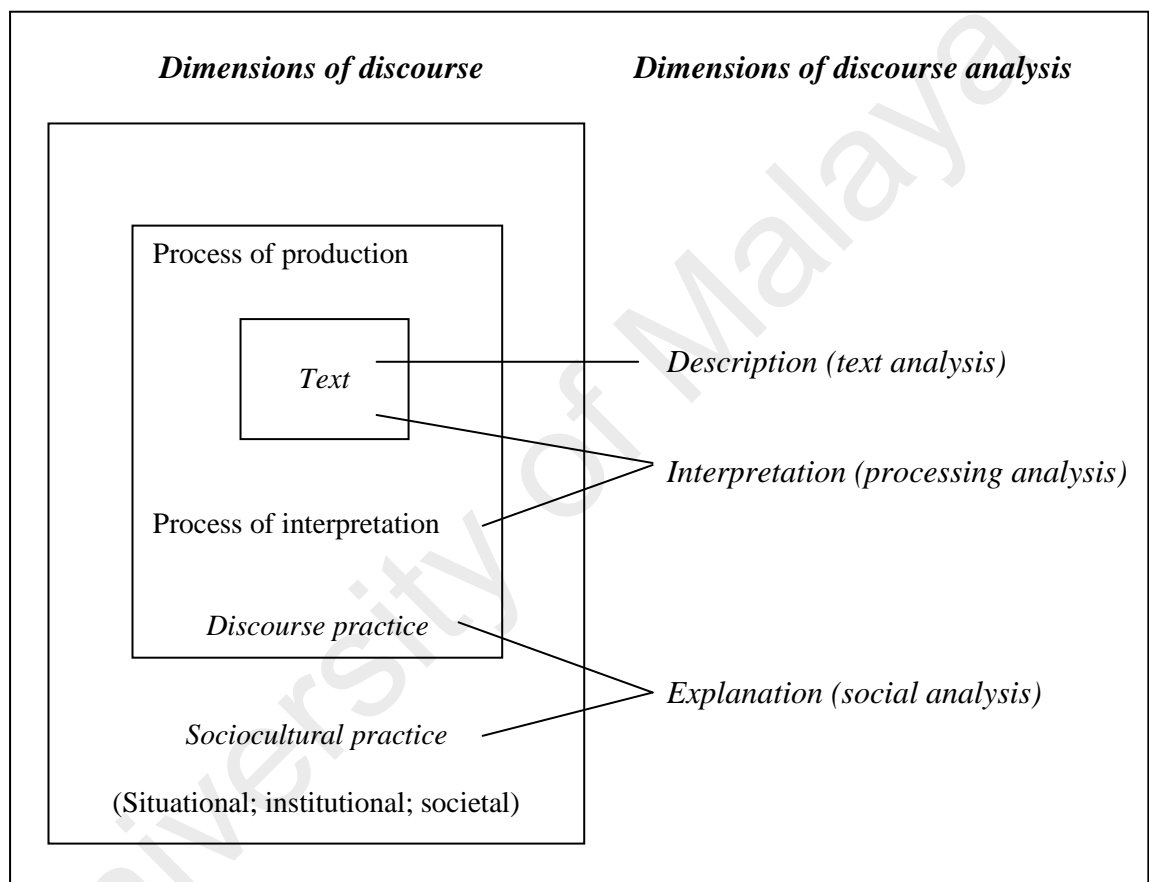 Dimensions of discourse
Dimensions of discourse analysis
Process of production
Text
Description (text analysis)
Interpretation (processing analysis)
Process of interpretation
Discourse practice
Explanation (social analysis)
Sociocultural practice
(Situational; institutional; societal)
University of Malaya